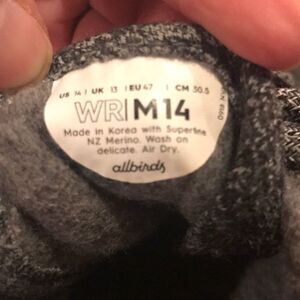 US 14 | UK 13 | EU 47 | CM 30.5
WR|M14
Made in Korea with Superfine
NZ Merino. Wash on
delicate. Air Dry.
allbirds